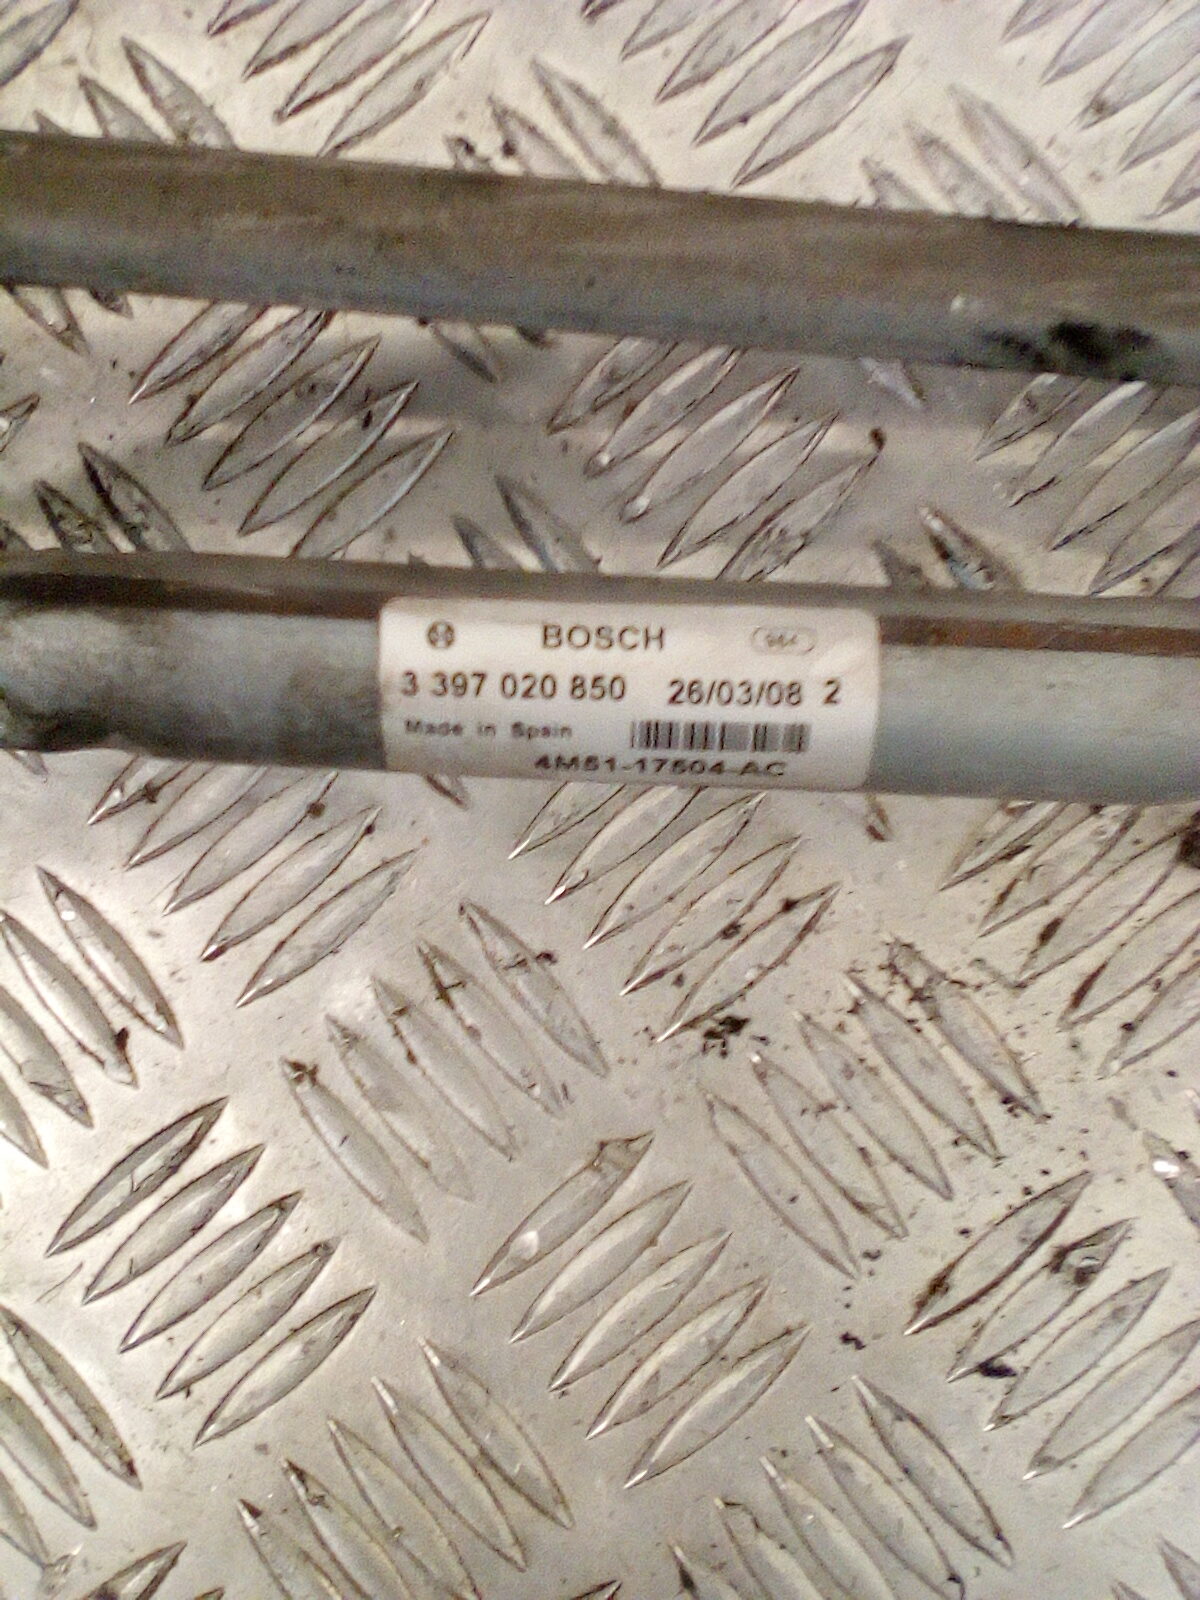 BOSCH
3 397 020 850 26/03/08 2
Made in Spain
4M51-17504-AC